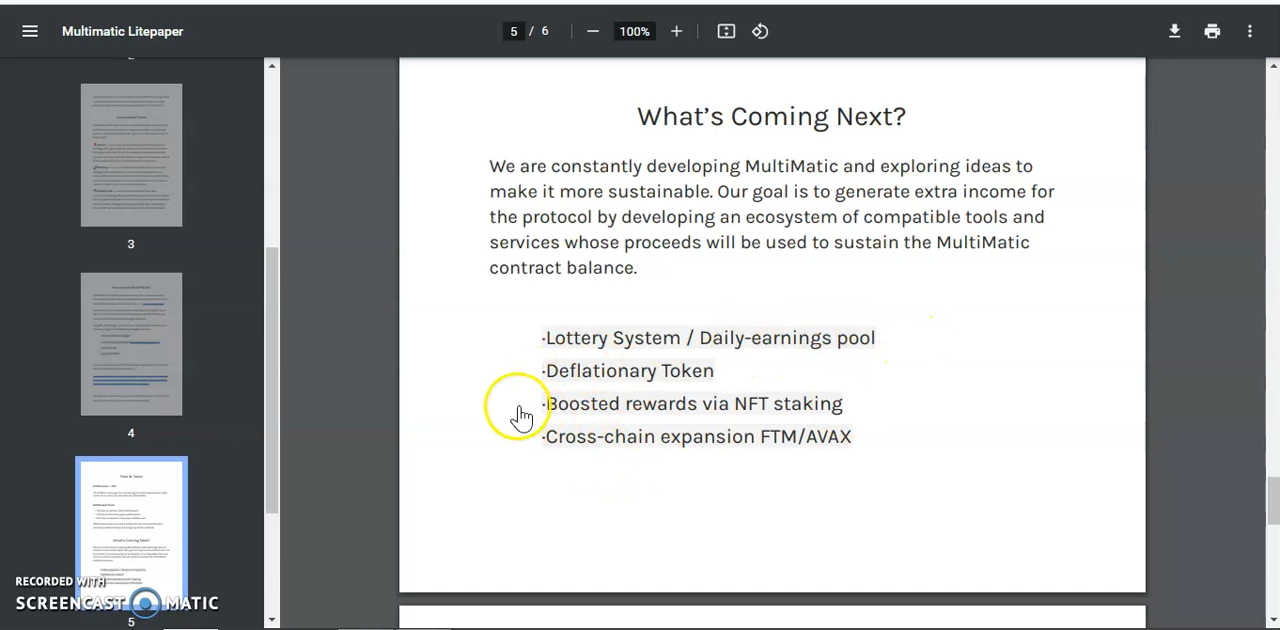 Multimatic Litepaper
5 / 6
100%
3
4
5
What's Coming Next?
We are constantly developing MultiMatic and exploring ideas to
make it more sustainable. Our goal is to generate extra income for
the protocol by developing an ecosystem of compatible tools and
services whose proceeds will be used to sustain the MultiMatic
contract balance.
·Lottery System / Daily-earnings pool
·Deflationary Token
·Boosted rewards via NFT staking
·Cross-chain expansion FTM/AVAX
RECORDED WITH
SCREENCAST MATIC